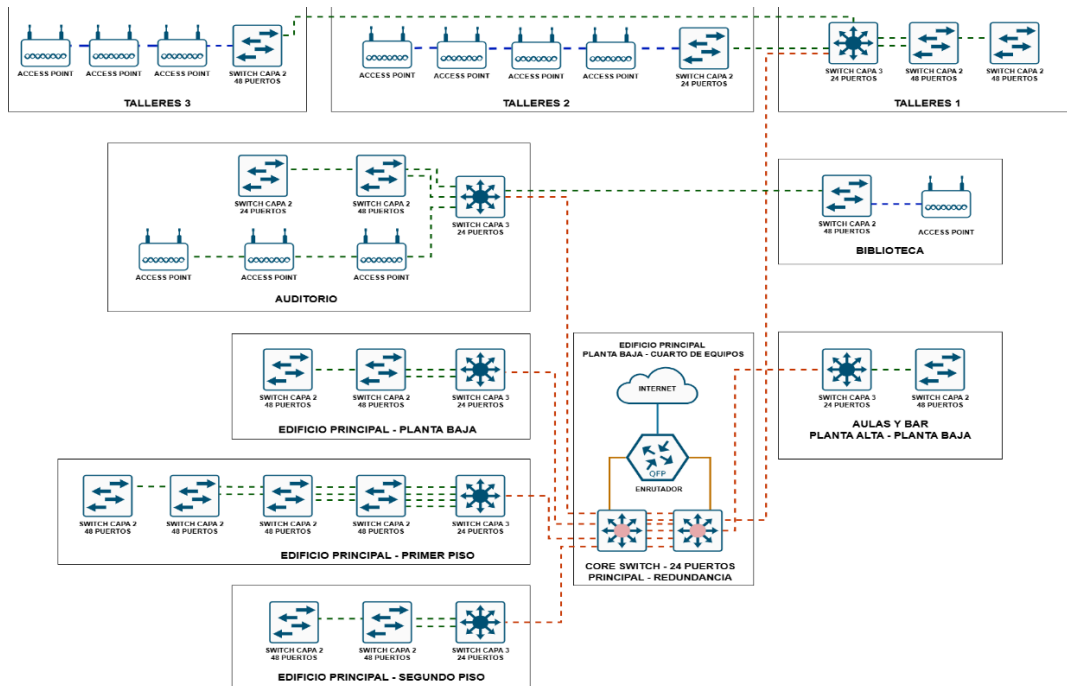 ACCESS POINT
ACCESS POINT
ACCESS POINT
SWITCH CAPA 2
48 PUERTOS
TALLERES 3
ACCESS POINT
ACCESS POINT
ACCESS POINT
ACCESS POINT
SWITCH CAPA 2
24 PUERTOS
TALLERES 2
SWITCH CAPA 3
24 PUERTOS
SWITCH CAPA 2
48 PUERTOS
SWITCH CAPA 2
48 PUERTOS
TALLERES 1
SWITCH CAPA 2
24 PUERTOS
SWITCH CAPA 2
48 PUERTOS
SWITCH CAPA 3
24 PUERTOS
ACCESS POINT
ACCESS POINT
ACCESS POINT
AUDITORIO
SWITCH CAPA 2
48 PUERTOS
ACCESS POINT
BIBLIOTECA
SWITCH CAPA 2
48 PUERTOS
SWITCH CAPA 2
48 PUERTOS
SWITCH CAPA 3
24 PUERTOS
EDIFICIO PRINCIPAL - PLANTA BAJA
EDIFICIO PRINCIPAL
PLANTA BAJA - CUARTO DE EQUIPOS
INTERNET
QFP
ENRUTADOR
CORE SWITCH - 24 PUERTOS
PRINCIPAL - REDUNDANCIA
SWITCH CAPA 3
24 PUERTOS
SWITCH CAPA 2
48 PUERTOS
AULAS Y BAR
PLANTA ALTA - PLANTA BAJA
SWITCH CAPA 2
48 PUERTOS
SWITCH CAPA 2
48 PUERTOS
SWITCH CAPA 2
48 PUERTOS
SWITCH CAPA 2
48 PUERTOS
SWITCH CAPA 3
24 PUERTOS
EDIFICIO PRINCIPAL - PRIMER PISO
SWITCH CAPA 2
48 PUERTOS
SWITCH CAPA 2
48 PUERTOS
SWITCH CAPA 3
24 PUERTOS
EDIFICIO PRINCIPAL - SEGUNDO PISO